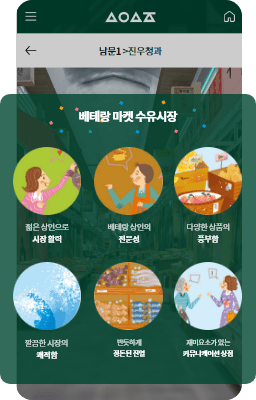 ㅅㅇㅅㅈ
남문1 >진우청과
베테랑 마켓 수유시장
젊은 상인으로
시장 활력
베테랑 상인의
전문성
다양한 상품의
풍부함
깔끔한 시장의
쾌적함
반듯하게
정돈된 진열
재미요소가 있는
커뮤니케이션 상점